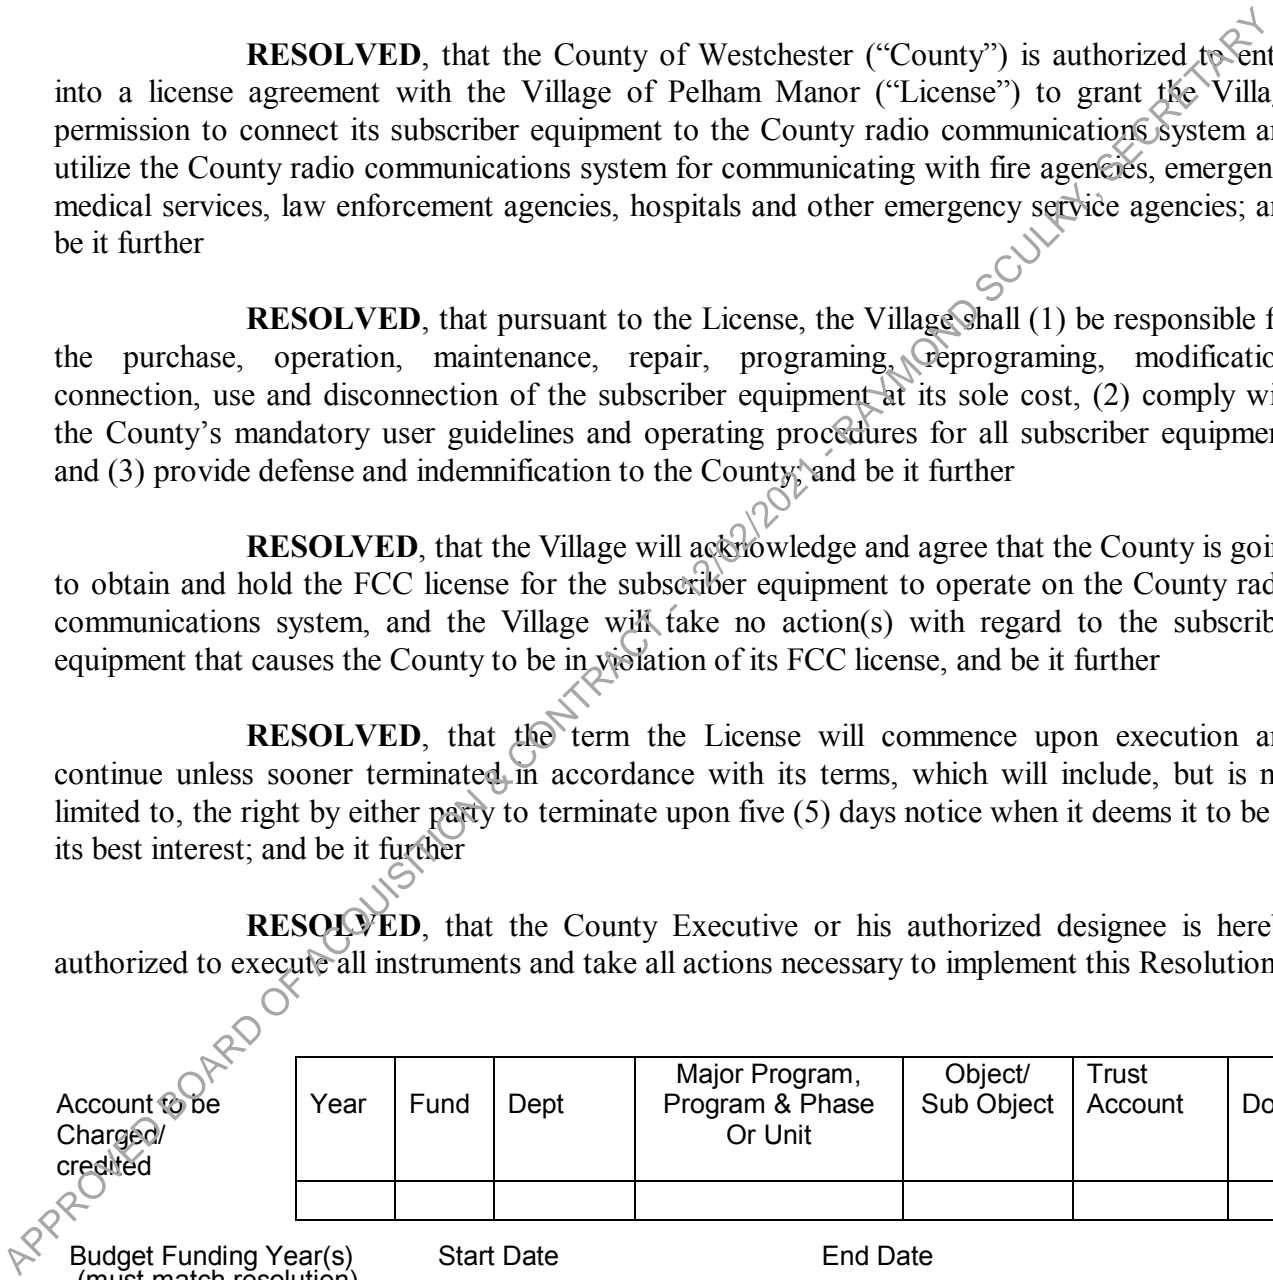 RESOLVED, that the County of Westchester (“County”) is authorized to ent
into a license agreement with the Village of Pelham Manor (“License”) to grant the Villa
permission to connect its subscriber equipment to the County radio communications system a
utilize the County radio communications system for communicating with fire agencies, emergen
medical services, law enforcement agencies, hospitals and other emergency service agencies; a
be it further
RESOLVED, that pursuant to the License, the Village shall (1) be responsible f
the purchase, operation, maintenance, repair, programing, reprograming, modificatio
connection, use and disconnection of the subscriber equipment at its sole cost, (2) comply wi
the County’s mandatory user guidelines and operating procedures for all subscriber equipmen
and (3) provide defense and indemnification to the County; and be it further
RESOLVED, that the Village will acknowledge and agree that the County is goi
to obtain and hold the FCC license for the subscriber equipment to operate on the County rad
communications system, and the Village will take no action(s) with regard to the subscrib
equipment that causes the County to be in violation of its FCC license, and be it further
RESOLVED, that the term the License will commence upon execution a
continue unless sooner terminated in accordance with its terms, which will include, but is n
limited to, the right by either party to terminate upon five (5) days notice when it deems it to be
its best interest; and be it further
RESOLVED, that the County Executive or his authorized designee is here
authorized to execute all instruments and take all actions necessary to implement this Resolution
Account to be
Charged/
credited
Year
Fund
Dept
Major Program,
Program & Phase
Or Unit
Object/
Sub Object
Trust
Account
Do
Budget Funding Year(s)
(must match resolution)
Start Date
End Date
APPROVED BOARD OF ACQUISITION & CONTRACT - 12/02/2021 - RAYMOND SCULKY, SECRETARY